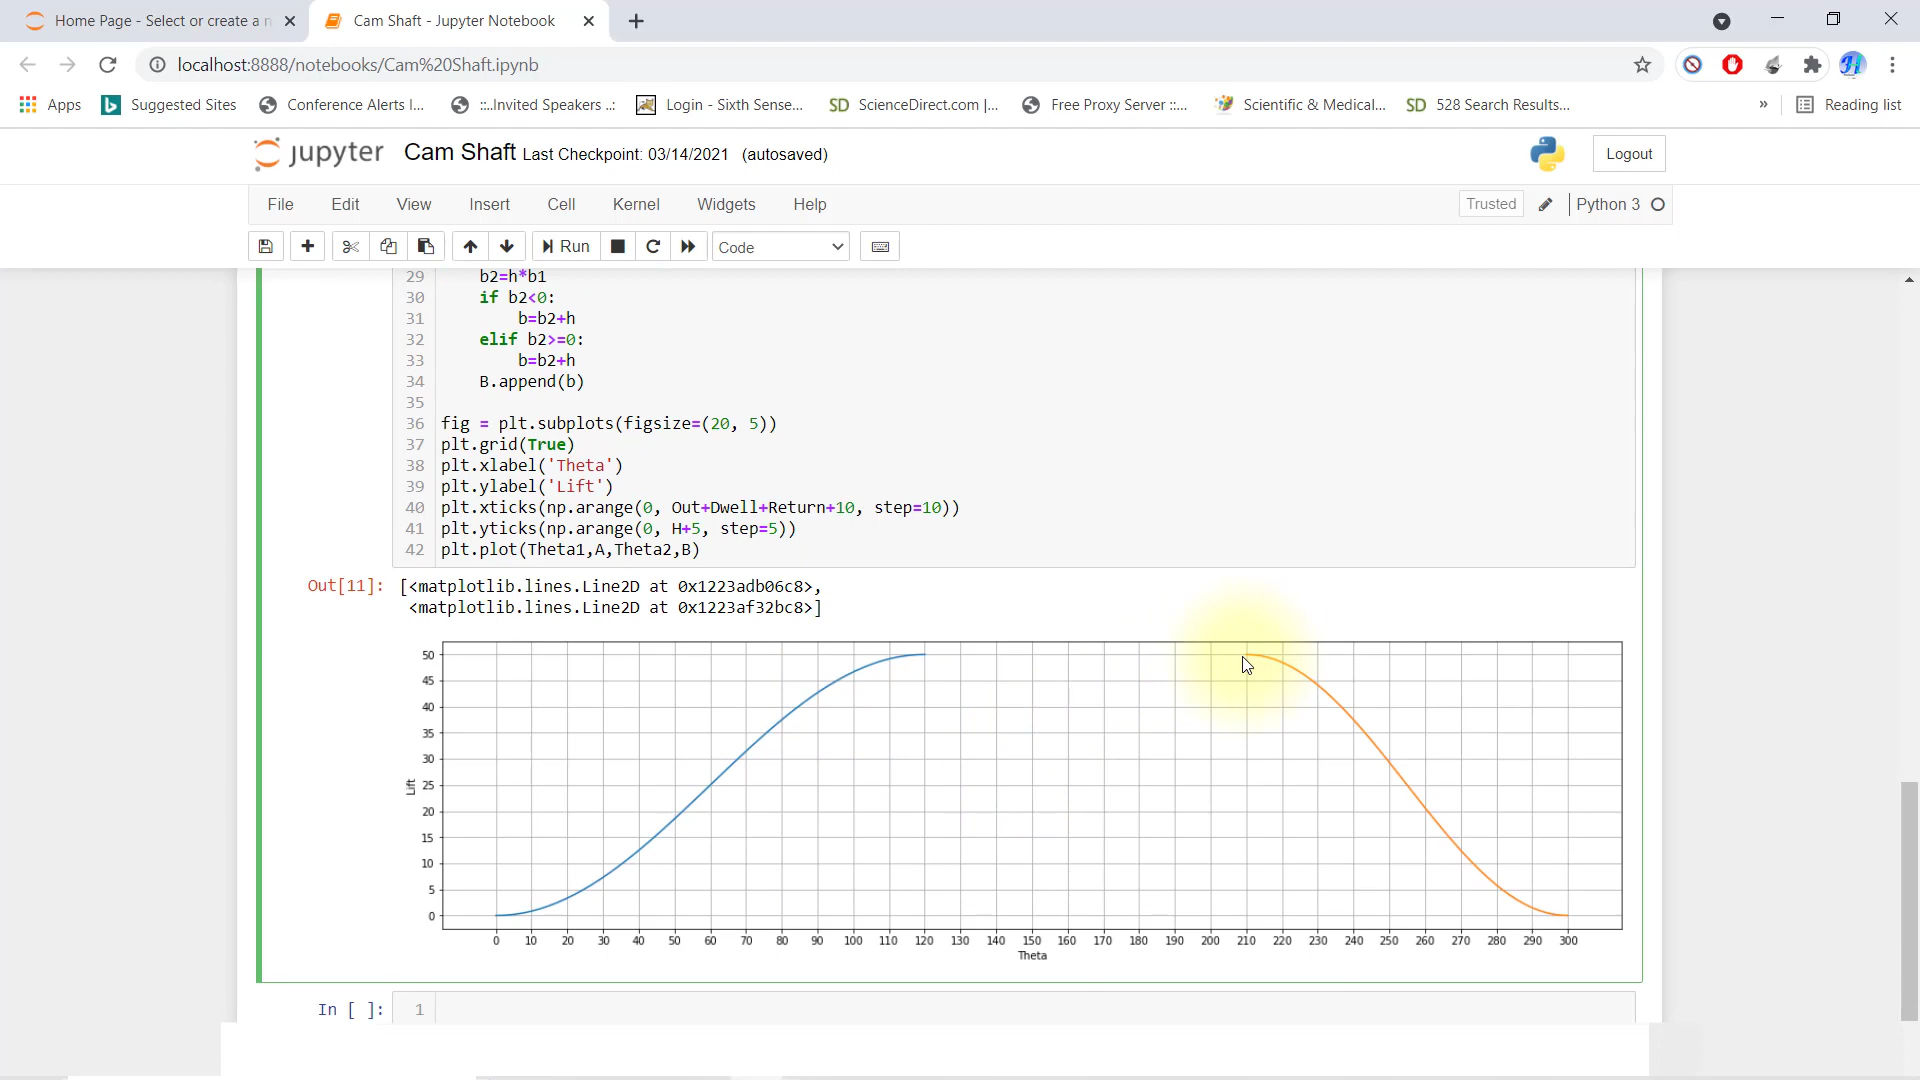 Home Page - Select or create a n
Cam Shaft - Jupyter Notebook
localhost:8888/notebooks/Cam%20Shaft.ipynb
Apps
Suggested Sites
Conference Alerts I...
::..Invited Speakers ..:
Login - Sixth Sense...
SD ScienceDirect.com |...
Free Proxy Server ::...
Scientific & Medical...
SD 528 Search Results...
»
Reading list
jupyter Cam Shaft Last Checkpoint: 03/14/2021 (autosaved)
Logout
File Edit View Insert Cell Kernel Widgets Help
Trusted
Python 3
Run
Code
29 b2=h*b1
30 if b2<0:
31 b=b2+h
32 elif b2>=0:
33 b=b2+h
34 B.append(b)
35
36 fig = plt.subplots(figsize=(20, 5))
37 plt.grid(True)
38 plt.xlabel('Theta')
39 plt.ylabel('Lift')
40 plt.xticks(np.arange(0, Out+Dwell+Return+10, step=10))
41 plt.yticks(np.arange(0, H+5, step=5))
42 plt.plot(Theta1,A,Theta2,B)
Out[11]: [<matplotlib.lines.Line2D at 0x1223adb06c8>,
<matplotlib.lines.Line2D at 0x1223af32bc8>]
50
45
40
35
30
25
20
15
10
5
0
Lift
0 10 20 30 40 50 60 70 80 90 100 110 120 130 140 150 160 170 180 190 200 210 220 230 240 250 260 270 280 290 300
Theta
In [ ]: 1